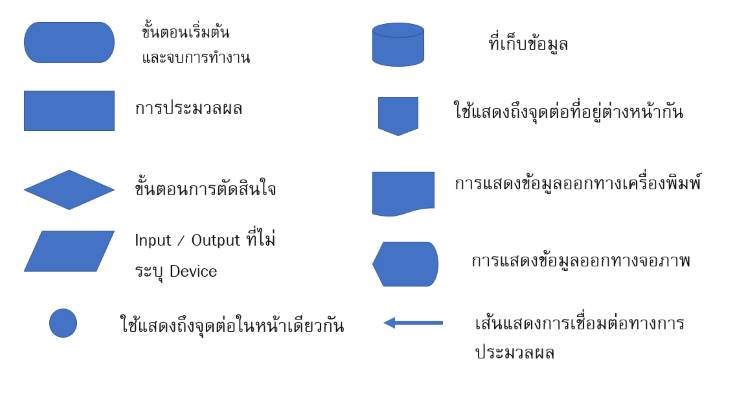 ขั้นตอนเริ่มต้น
และจบการทำงาน
การประมวลผล
ขั้นตอนการตัดสินใจ
Input / Output ที่ไม่
ระบุ Device
ใช้แสดงถึงจุดต่อในหน้าเดียวกัน
ที่เก็บข้อมูล
ใช้แสดงถึงจุดต่อที่อยู่ต่างหน้ากัน
การแสดงข้อมูลออกทางเครื่องพิมพ์
การแสดงข้อมูลออกทางจอภาพ
เส้นแสดงการเชื่อมต่อทางการ
ประมวลผล